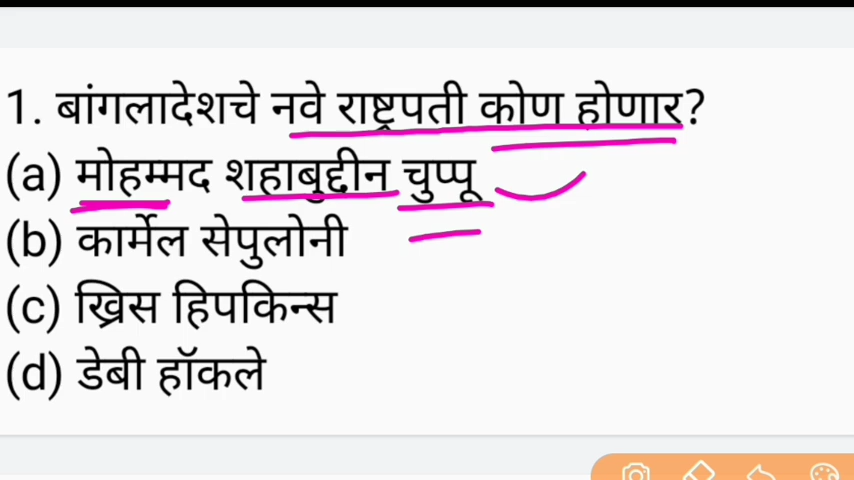 1. बांगलादेशचे नवे राष्ट्रपती कोण होणार?
(a) मोहम्मद शहाबुद्दीन चुप्पू
(b) कार्मेल सेपुलोनी
(c) ख्रिस हिपकिन्स
(d) डेबी हॉकले